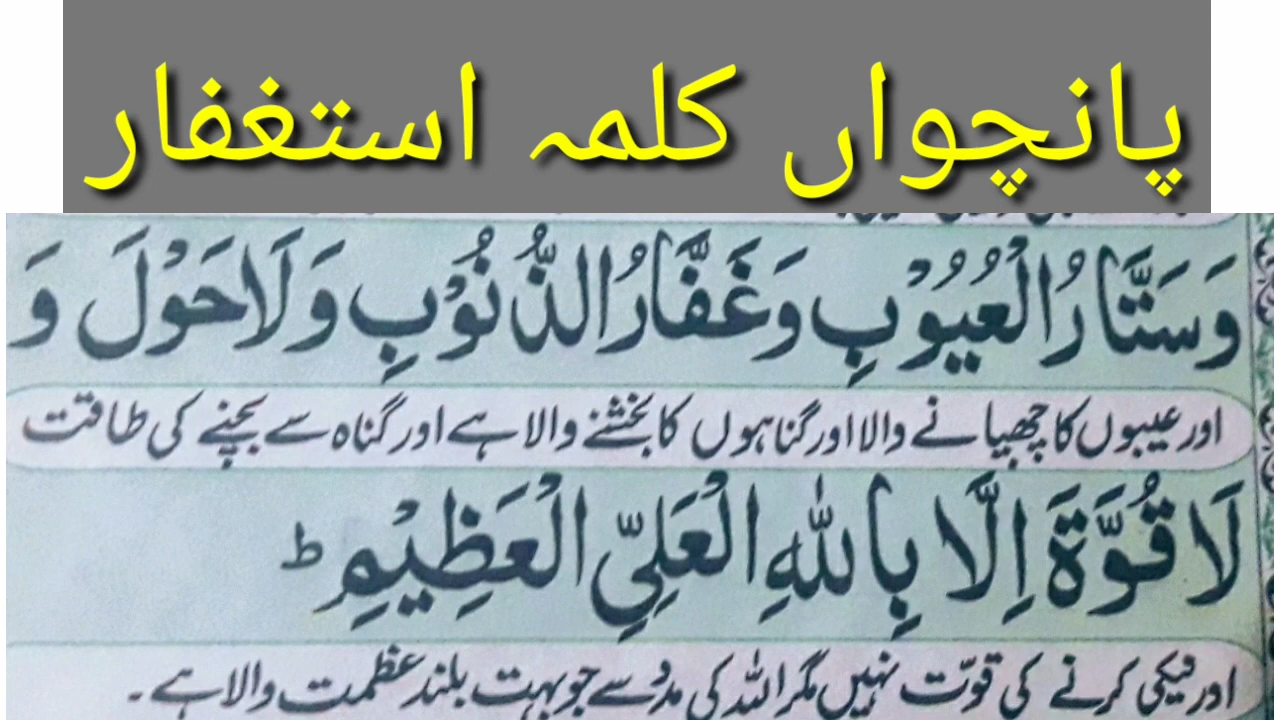 پانچواں کلمہ استغفار
وَسَتَّارُ الْعُيُوْبِ وَغَفَّارُ الذُّنُوْبِ وَلَا حَوْلَ وَ
اور عیبوں کا چھپانے والا اور گناہوں کا بخشنے والا ہے اور گناہ سے بچنے کی طاقت
لَا قُوَّةَ اِلَّا بِاللّٰهِ الْعَلِيِّ الْعَظِيْمِ ؕ
اور نیکی کرنے کی قوّت نہیں مگر اللہ کی مدد سے جو بہت بلند عظمت والا ہے۔